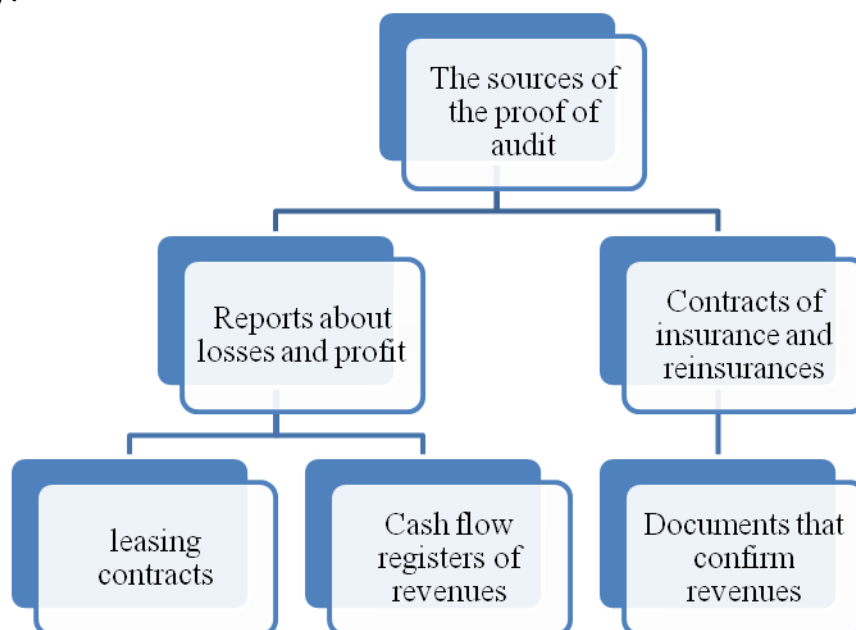 The sources of
the proof of
audit
Reports about
losses and profit
Contracts of
insurance and
reinsurances
leasing
contracts
Cash flow
registers of
revenues
Documents that
confirm
revenues